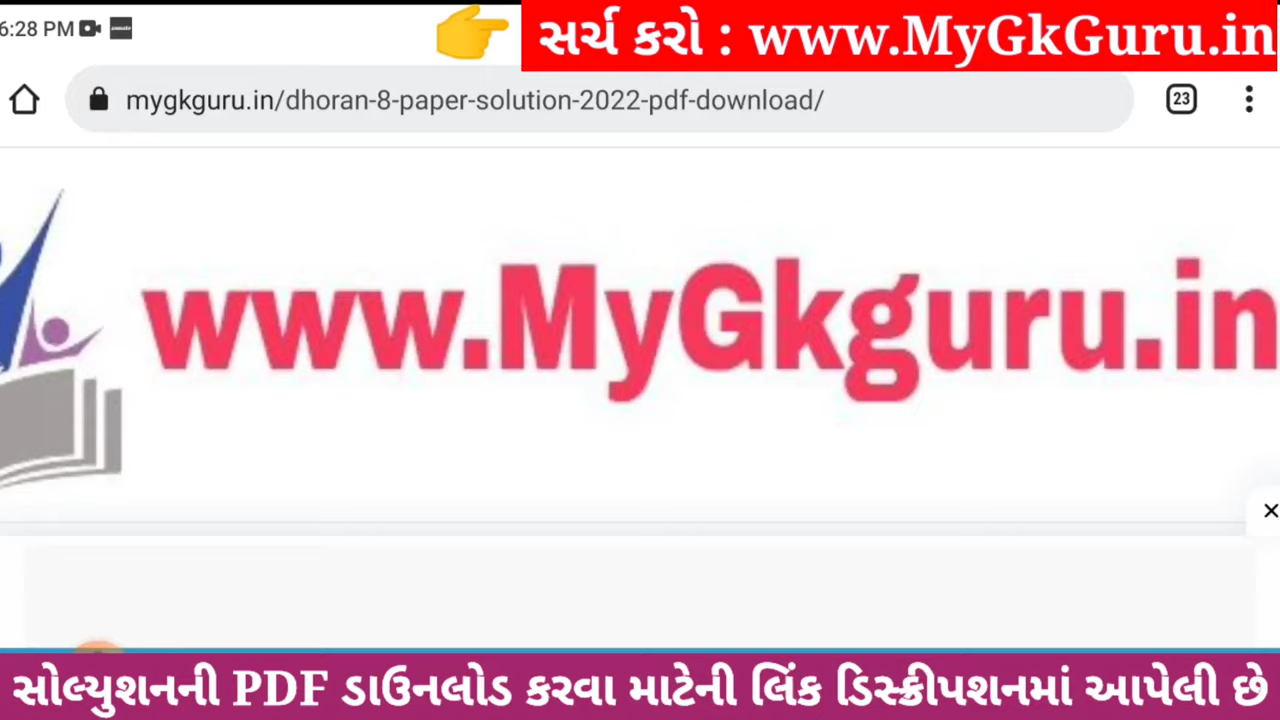 6:28 PM
સર્ચ કરો : www.MyGkGuru.in
mygkguru.in/dhoran-8-paper-solution-2022-pdf-download/
23
www.MyGkguru.in
સોલ્યુશનની PDF ડાઉનલોડ કરવા માટેની લિંક ડિસ્ક્રીપશનમાં આપેલી છે